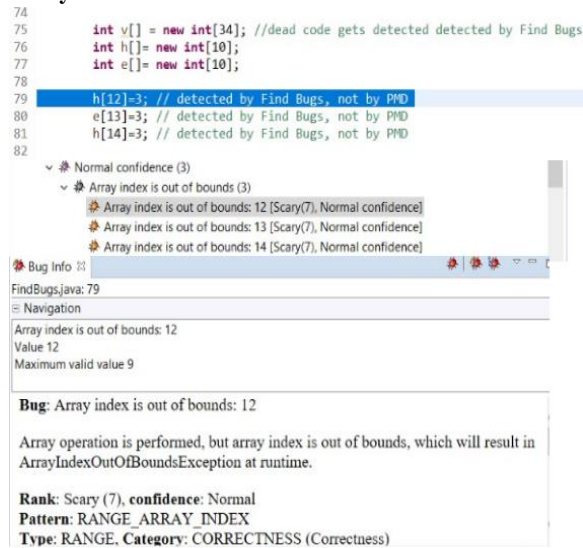 74
75 int v[] = new int[34]; //dead code gets detected detected by Find Bugs
76 int h[]= new int[10];
77 int e[]= new int[10];
78
79 h[12]=3; // detected by Find Bugs, not by PMD
80 e[13]=3; // detected by Find Bugs, not by PMD
81 h[14]=3; // detected by Find Bugs, not by PMD
82
Normal confidence (3)
Array index is out of bounds (3)
Array index is out of bounds: 12 [Scary(7), Normal confidence]
Array index is out of bounds: 13 [Scary(7), Normal confidence]
Array index is out of bounds: 14 [Scary(7), Normal confidence]
Bug Info
FindBugs.java: 79
Navigation
Array index is out of bounds: 12
Value 12
Maximum valid value 9
Bug: Array index is out of bounds: 12
Array operation is performed, but array index is out of bounds, which will result in
ArrayIndexOutOfBoundsException at runtime.
Rank: Scary (7), confidence: Normal
Pattern: RANGE_ARRAY_INDEX
Type: RANGE, Category: CORRECTNESS (Correctness)